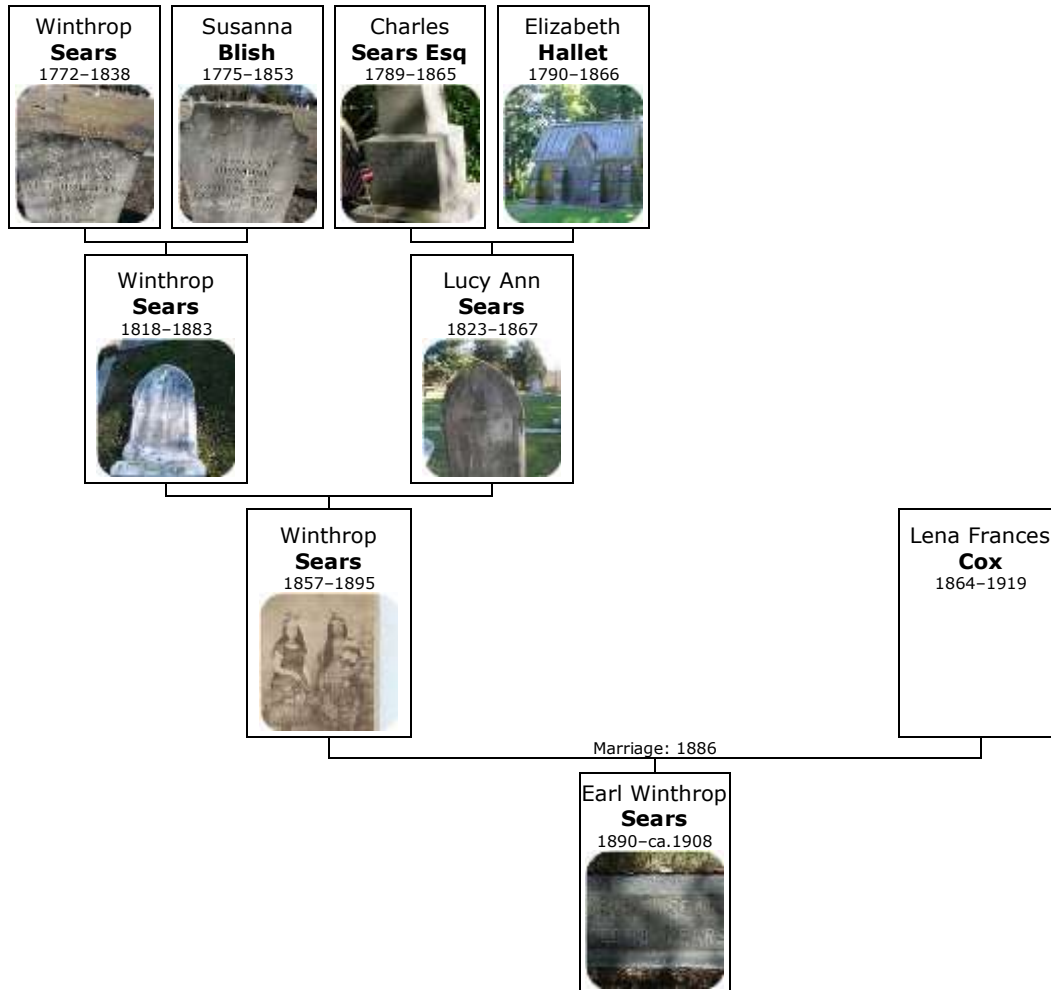 Winthrop
Sears
1772–1838
Susanna
Blish
1775–1853
Charles
Sears Esq
1789–1865
Elizabeth
Hallet
1790–1866
Winthrop
Sears
1818–1883
Lucy Ann
Sears
1823–1867
Winthrop
Sears
1857–1895
Lena Frances
Cox
1864–1919
Marriage: 1886
Earl Winthrop
Sears
1890–ca.1908